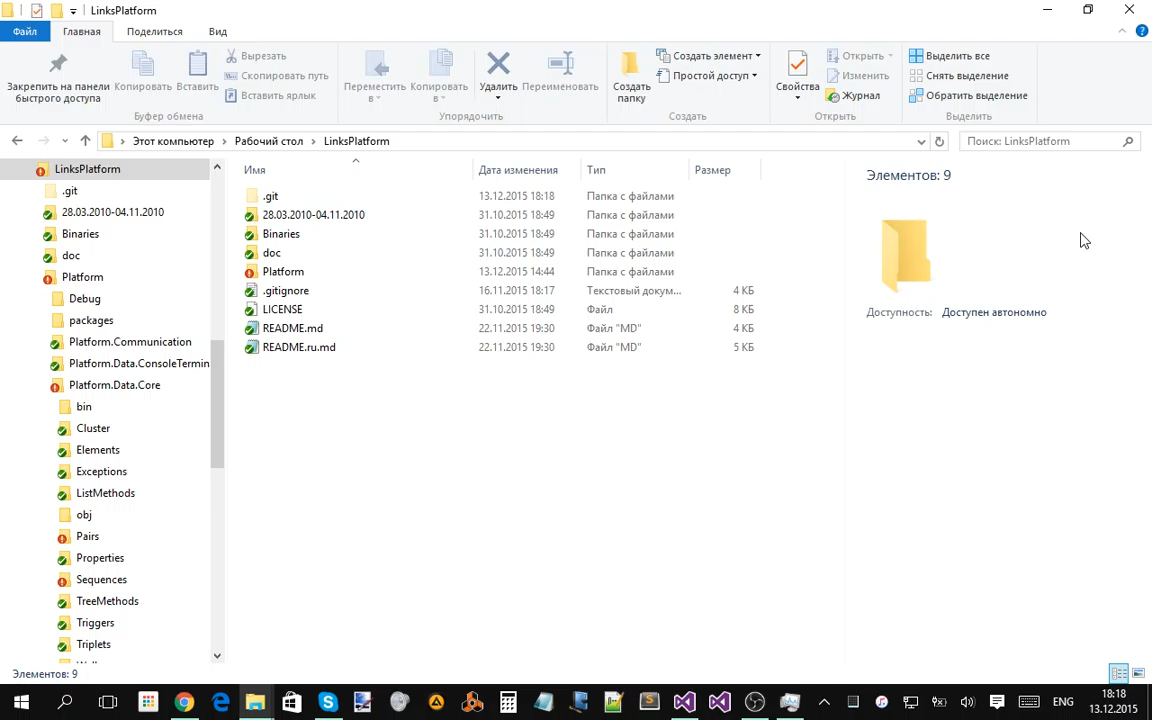 LinksPlatform
Файл Главная Поделиться Вид
Закрепить на панели быстрого доступа
Копировать
Вставить
Вырезать
Скопировать путь
Вставить ярлык
Буфер обмена
Переместить в
Копировать в
Удалить
Переименовать
Упорядочить
Создать папку
Создать элемент
Простой доступ
Создать
Свойства
Открыть
Изменить
Журнал
Открыть
Выделить все
Снять выделение
Обратить выделение
Выделить
Этот компьютер Рабочий стол LinksPlatform
Поиск: LinksPlatform
LinksPlatform
.git
28.03.2010-04.11.2010
Binaries
doc
Platform
Debug
packages
Platform.Communication
Platform.Data.ConsoleTermin
Platform.Data.Core
bin
Cluster
Elements
Exceptions
ListMethods
obj
Pairs
Properties
Sequences
TreeMethods
Triggers
Triplets
Имя Дата изменения Тип Размер
.git 13.12.2015 18:18 Папка с файлами
28.03.2010-04.11.2010 31.10.2015 18:49 Папка с файлами
Binaries 31.10.2015 18:49 Папка с файлами
doc 31.10.2015 18:49 Папка с файлами
Platform 13.12.2015 14:44 Папка с файлами
.gitignore 16.11.2015 18:17 Текстовый докум... 4 КБ
LICENSE 31.10.2015 18:49 Файл 8 КБ
README.md 22.11.2015 19:30 Файл "MD" 4 КБ
README.ru.md 22.11.2015 19:30 Файл "MD" 5 КБ
Элементов: 9
Доступность: Доступен автономно
Элементов: 9
ENG
18:18
13.12.2015